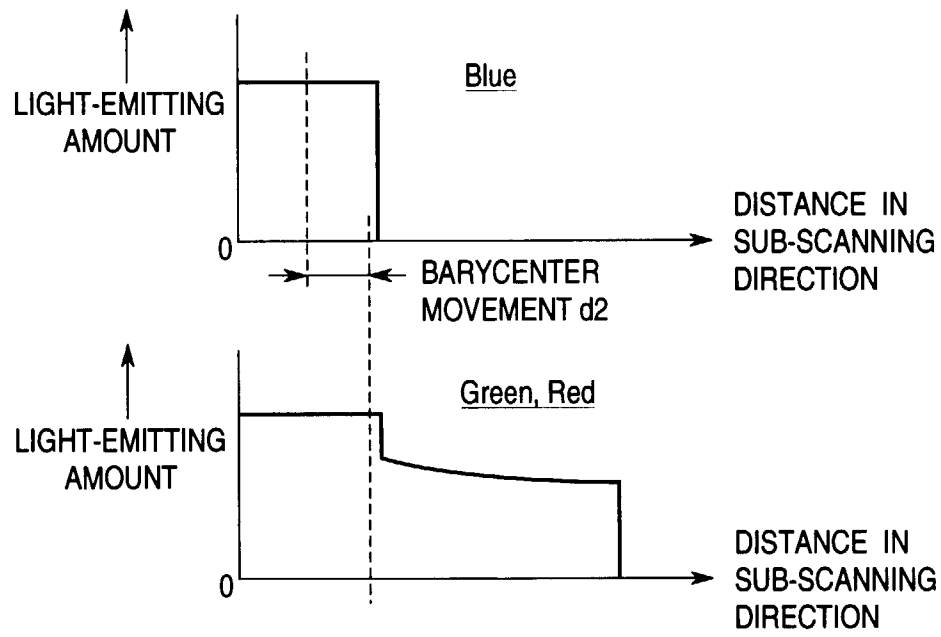 Blue
LIGHT-EMITTING
AMOUNT
DISTANCE IN
SUB-SCANNING
DIRECTION
0
BARYCENTER
MOVEMENT d2
Green, Red
LIGHT-EMITTING
AMOUNT
DISTANCE IN
SUB-SCANNING
DIRECTION
0